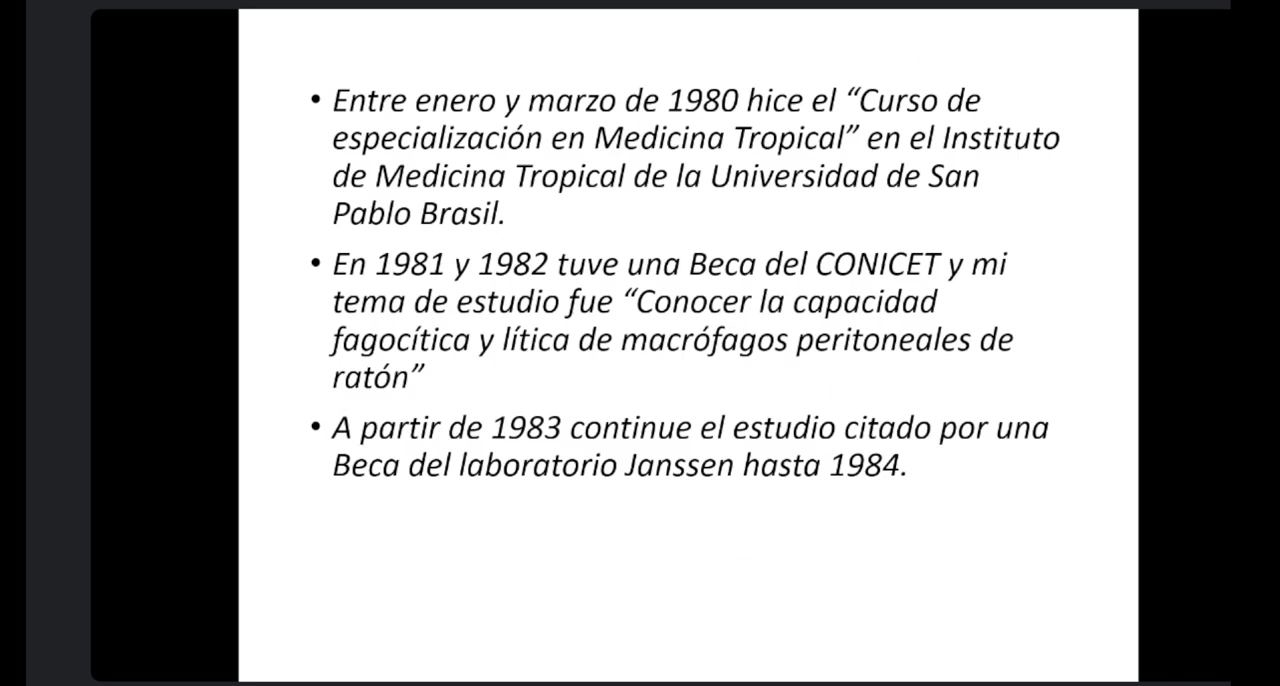 • Entre enero y marzo de 1980 hice el “Curso de
especialización en Medicina Tropical” en el Instituto
de Medicina Tropical de la Universidad de San
Pablo Brasil.
• En 1981 y 1982 tuve una Beca del CONICET y mi
tema de estudio fue “Conocer la capacidad
fagocítica y lítica de macrófagos peritoneales de
ratón”
• A partir de 1983 continue el estudio citado por una
Beca del laboratorio Janssen hasta 1984.